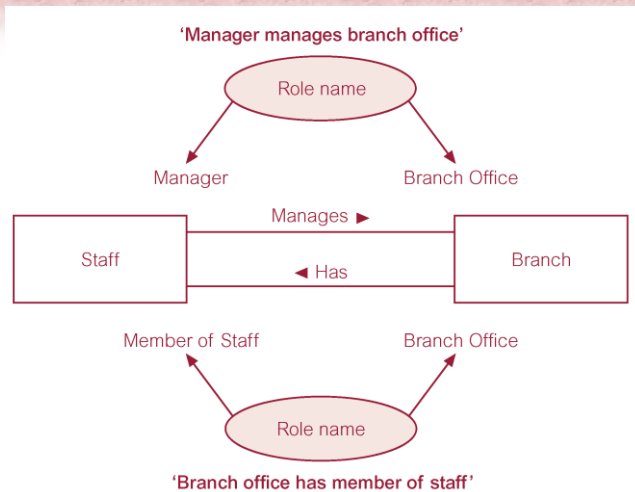 ‘Manager manages branch office’
Role name
Manager
Branch Office
Manages ►
Staff
Branch
◄ Has
Member of Staff
Branch Office
Role name
‘Branch office has member of staff’